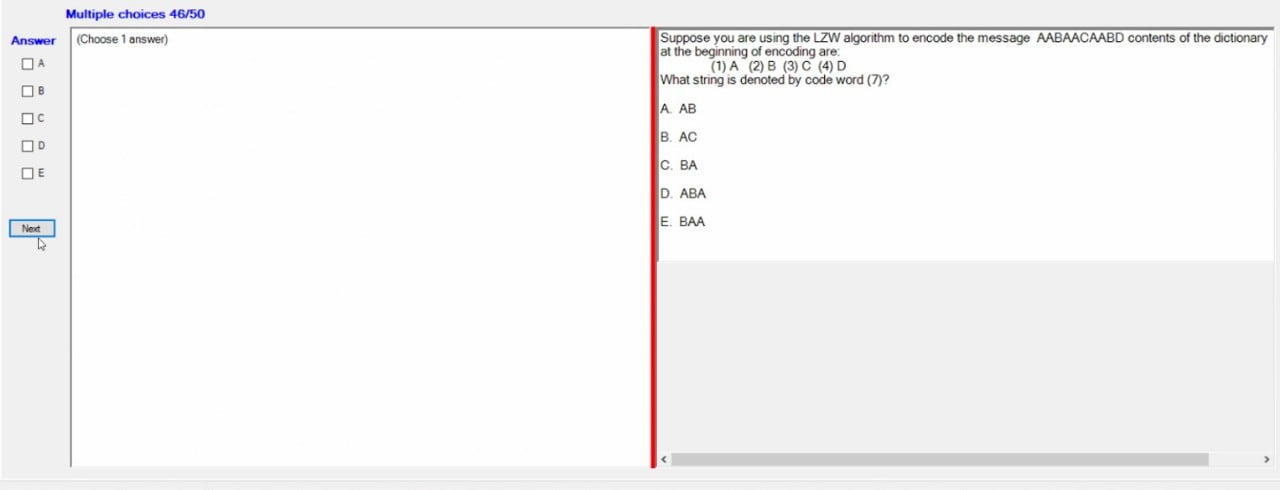 Multiple choices 46/50
Answer
(Choose 1 answer)
A
B
C
D
E
Next
Suppose you are using the LZW algorithm to encode the message AABAACAABD contents of the dictionary
at the beginning of encoding are:
(1) A (2) B (3) C (4) D
What string is denoted by code word (7)?
A. AB
B. AC
C. BA
D. ABA
E. BAA